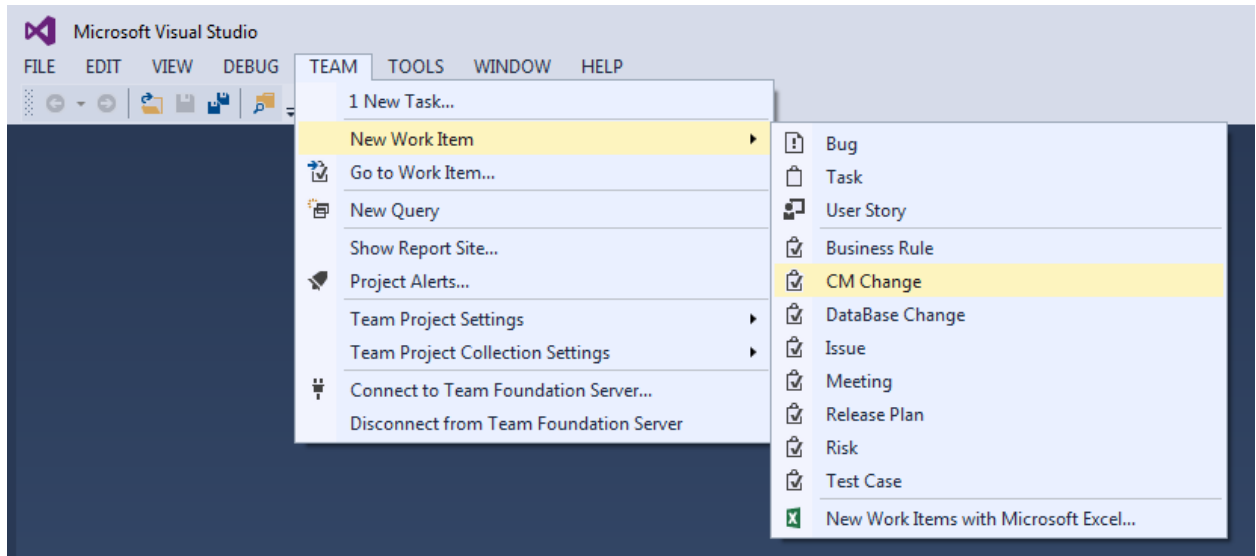 Microsoft Visual Studio
FILE EDIT VIEW DEBUG TEAM TOOLS WINDOW HELP
1 New Task...
New Work Item
Go to Work Item...
New Query
Show Report Site...
Project Alerts...
Team Project Settings
Team Project Collection Settings
Connect to Team Foundation Server...
Disconnect from Team Foundation Server
Bug
Task
User Story
Business Rule
CM Change
DataBase Change
Issue
Meeting
Release Plan
Risk
Test Case
New Work Items with Microsoft Excel...